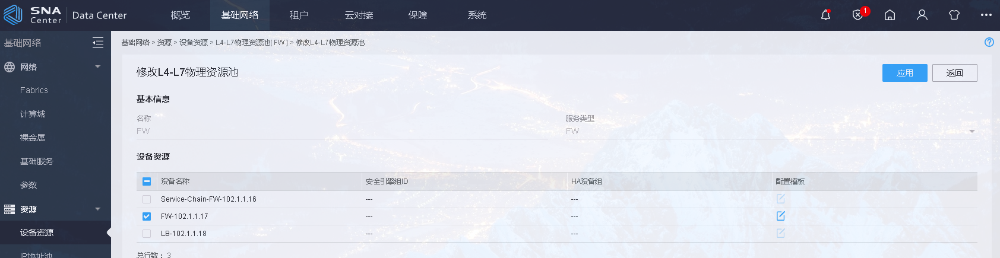 SNA Center Data Center 概览 基础网络 租户 云对接 保障 系统 1
基础网络
网络
Fabrics
计算域
裸金属
基础服务
参数
资源
设备资源
IP地址池
基础网络 > 资源 > 设备资源 > L4-L7物理资源池[ FW ] > 修改L4-L7物理资源池
修改L4-L7物理资源池
应用 返回
基本信息
名称 服务类型
FW FW
设备资源
设备名称 安全引擎组ID HA设备组 配置模板
Service-Chain-FW-102.1.1.16 --- ---
FW-102.1.1.17 --- ---
LB-102.1.1.18 --- ---
总行数： 3